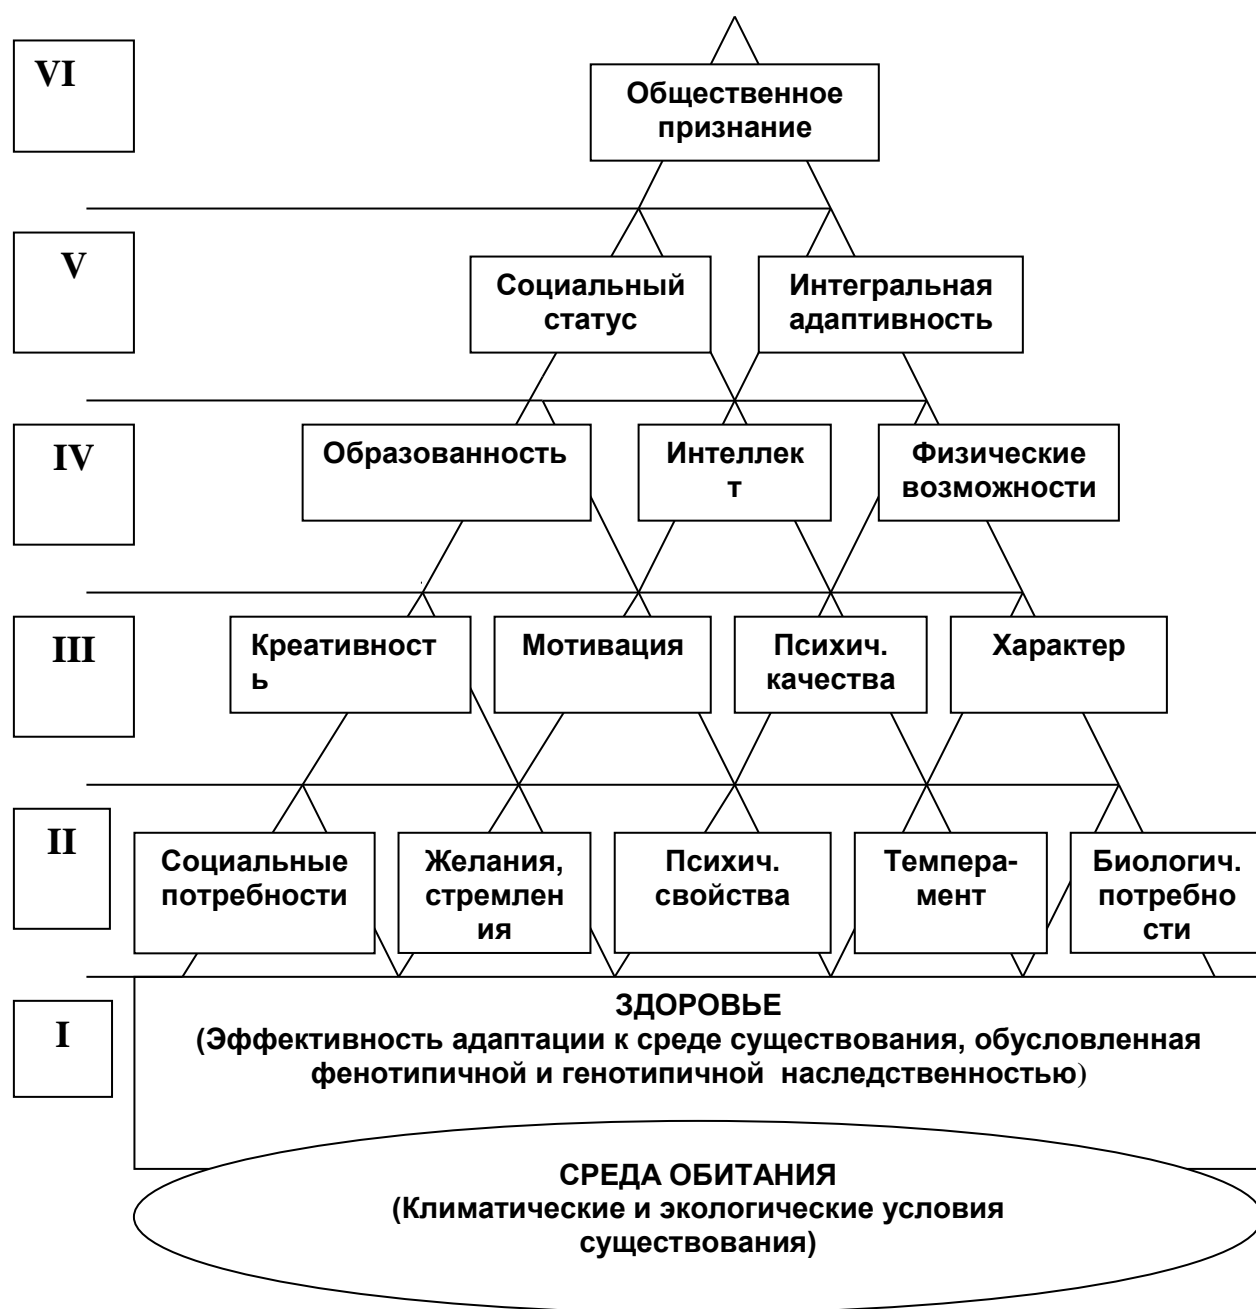 VI
Общественное
признание
V
Социальный
статус
Интегральная
адаптивность
IV
Образованность
Интеллек
т
Физические
возможности
III
Креативност
ь
Мотивация
Психич.
качества
Характер
II
Социальные
потребности
Желания,
стремлен
ия
Психич.
свойства
Темпера-
мент
Биологич.
потребно
сти
I
ЗДОРОВЬЕ
(Эффективность адаптации к среде существования, обусловленная
фенотипичной и генотипичной наследственностью)
СРЕДА ОБИТАНИЯ
(Климатические и экологические условия
существования)